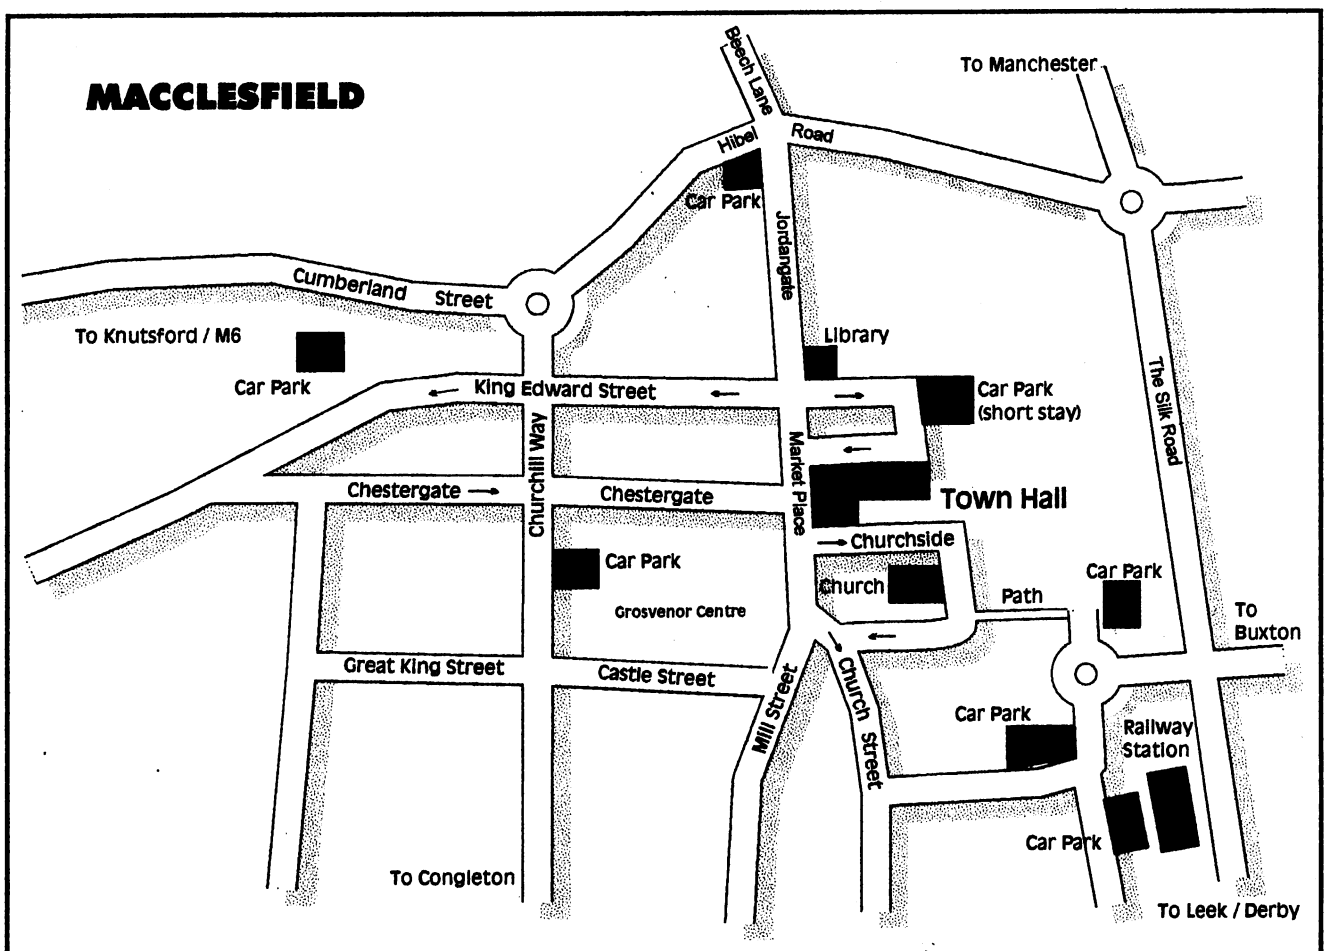 MACCLESFIELD
Beech Lane
To Manchester
Hibel Road
Car Park
Jordangate
Cumberland Street
To Knutsford / M6
Car Park
Library
King Edward Street
Car Park
(short stay)
The Silk Road
Churchill Way
Market Place
Chestergate
Chestergate
Town Hall
Churchside
Car Park
Church
Car Park
Path
Grosvenor Centre
To
Buxton
Great King Street
Castle Street
Mill Street
Church Street
Car Park
Railway
Station
Car Park
To Congleton
To Leek / Derby